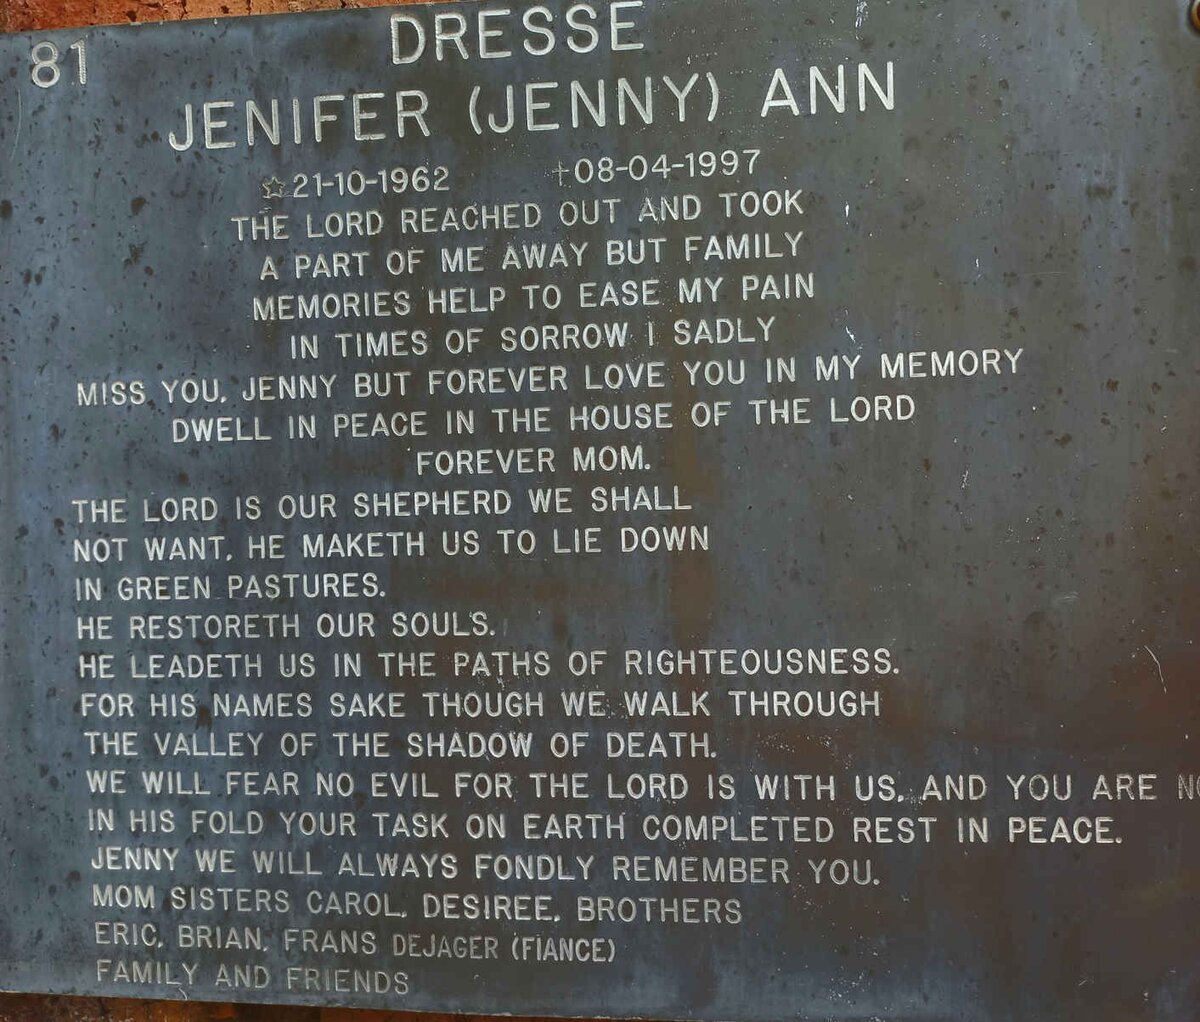 81
DRESSE
JENIFER (JENNY) ANN
☆21-10-1962 †08-04-1997
THE LORD REACHED OUT AND TOOK
A PART OF ME AWAY BUT FAMILY
MEMORIES HELP TO EASE MY PAIN
IN TIMES OF SORROW I SADLY
MISS YOU, JENNY BUT FOREVER LOVE YOU IN MY MEMORY
DWELL IN PEACE IN THE HOUSE OF THE LORD
FOREVER MOM.
THE LORD IS OUR SHEPHERD WE SHALL
NOT WANT, HE MAKETH US TO LIE DOWN
IN GREEN PASTURES.
HE RESTORETH OUR SOUL'S.
HE LEADETH US IN THE PATHS OF RIGHTEOUSNESS.
FOR HIS NAMES SAKE THOUGH WE WALK THROUGH
THE VALLEY OF THE SHADOW OF DEATH.
WE WILL FEAR NO EVIL FOR THE LORD IS WITH US, AND YOU ARE
IN HIS FOLD YOUR TASK ON EARTH COMPLETED REST IN PEACE.
JENNY WE WILL ALWAYS FONDLY REMEMBER YOU.
MOM SISTERS CAROL, DESIREE, BROTHERS
ERIC, BRIAN, FRANS DEJAGER (FIANCE)
FAMILY AND FRIENDS